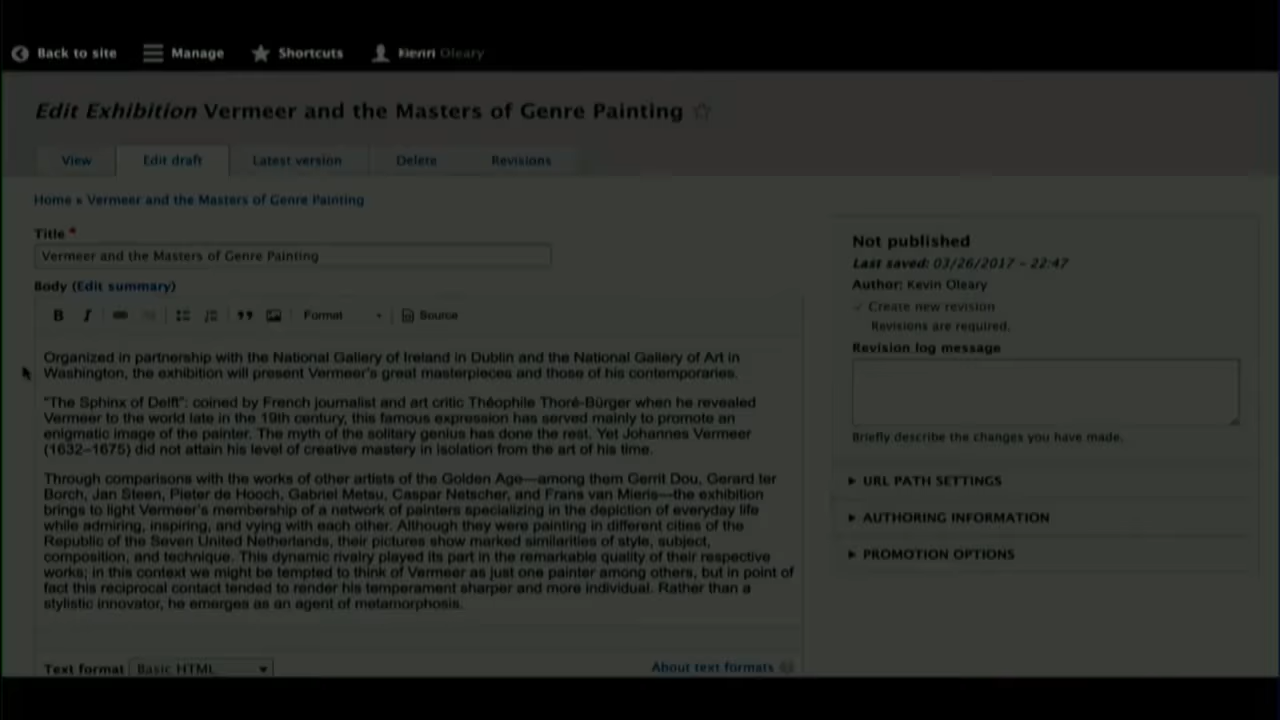 Back to site
Manage
Shortcuts
Oleary
Edit Exhibition Vermeer and the Masters of Genre Painting
View
Edit draft
Latest version
Delete
Revisions
Home » Vermeer and the Masters of Genre Painting
Title *
Vermeer and the Masters of Genre Painting
Body (Edit summary)
B I
Format
Source
Organized in partnership with the National Gallery of Ireland in Dublin and the National Gallery of Art in
Washington, the exhibition will present Vermeer's great masterpieces and those of his contemporaries.
"The Sphinx of Delft": coined by French journalist and art critic Théophile Thoré-Bürger when he revealed
Vermeer to the world late in the 19th century, this famous expression has served mainly to promote an
enigmatic image of the painter. The myth of the solitary genius has done the rest. Yet Johannes Vermeer
(1632–1675) did not attain his level of creative mastery in isolation from the art of his time.
Through comparisons with the works of other artists of the Golden Age—among them Gerrit Dou, Gerard ter
Borch, Jan Steen, Pieter de Hooch, Gabriel Metsu, Caspar Netscher, and Frans van Mieris—the exhibition
brings to light Vermeer's membership of a network of painters specializing in the depiction of everyday life
while admiring, inspiring, and vying with each other. Although they were painting in different cities of the
Republic of the Seven United Netherlands, their pictures show marked similarities of style, subject,
composition, and technique. This dynamic rivalry played its part in the remarkable quality of their respective
works; in this context we might be tempted to think of Vermeer as just one painter among others, but in point of
fact this reciprocal contact tended to render his temperament sharper and more individual. Rather than a
stylistic innovator, he emerges as an agent of metamorphosis.
Text format
Basic HTML
About text formats
Not published
Last saved: 03/26/2017 - 22:47
Author: Kevin Oleary
Create new revision
Revisions are required.
Revision log message
Briefly describe the changes you have made.
URL PATH SETTINGS
AUTHORING INFORMATION
PROMOTION OPTIONS